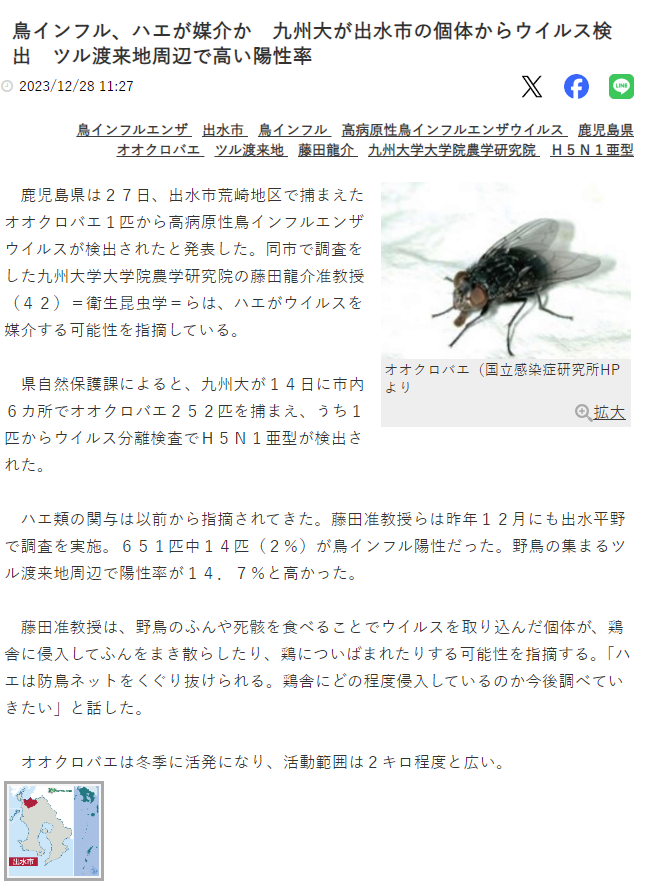 鳥インフル、ハエが媒介か　九州大が出水市の個体からウイルス検
出　ツル渡来地周辺で高い陽性率
2023/12/28 11:27
LINE
鳥インフルエンザ　出水市　鳥インフル　高病原性鳥インフルエンザウイルス　鹿児島県
オオクロバエ　ツル渡来地　藤田龍介　九州大学大学院農学研究院　Ｈ５Ｎ１亜型
　鹿児島県は２７日、出水市荒崎地区で捕まえた
オオクロバエ１匹から高病原性鳥インフルエンザ
ウイルスが検出されたと発表した。同市で調査を
した九州大学大学院農学研究院の藤田龍介准教授
（４２）＝衛生昆虫学＝らは、ハエがウイルスを
媒介する可能性を指摘している。
オオクロバエ（国立感染症研究所HP
より
拡大
　県自然保護課によると、九州大が１４日に市内
６カ所でオオクロバエ２５２匹を捕まえ、うち１
匹からウイルス分離検査でＨ５Ｎ１亜型が検出さ
れた。
　ハエ類の関与は以前から指摘されてきた。藤田准教授らは昨年１２月にも出水平野
で調査を実施。６５１匹中１４匹（２％）が鳥インフル陽性だった。野鳥の集まるツ
ル渡来地周辺で陽性率が１４．７％と高かった。
　藤田准教授は、野鳥のふんや死骸を食べることでウイルスを取り込んだ個体が、鶏
舎に侵入してふんをまき散らしたり、鶏についばまれたりする可能性を指摘する。「ハ
エは防鳥ネットをくぐり抜けられる。鶏舎にどの程度侵入しているのか今後調べてい
きたい」と話した。
　オオクロバエは冬季に活発になり、活動範囲は２キロ程度と広い。
出水市